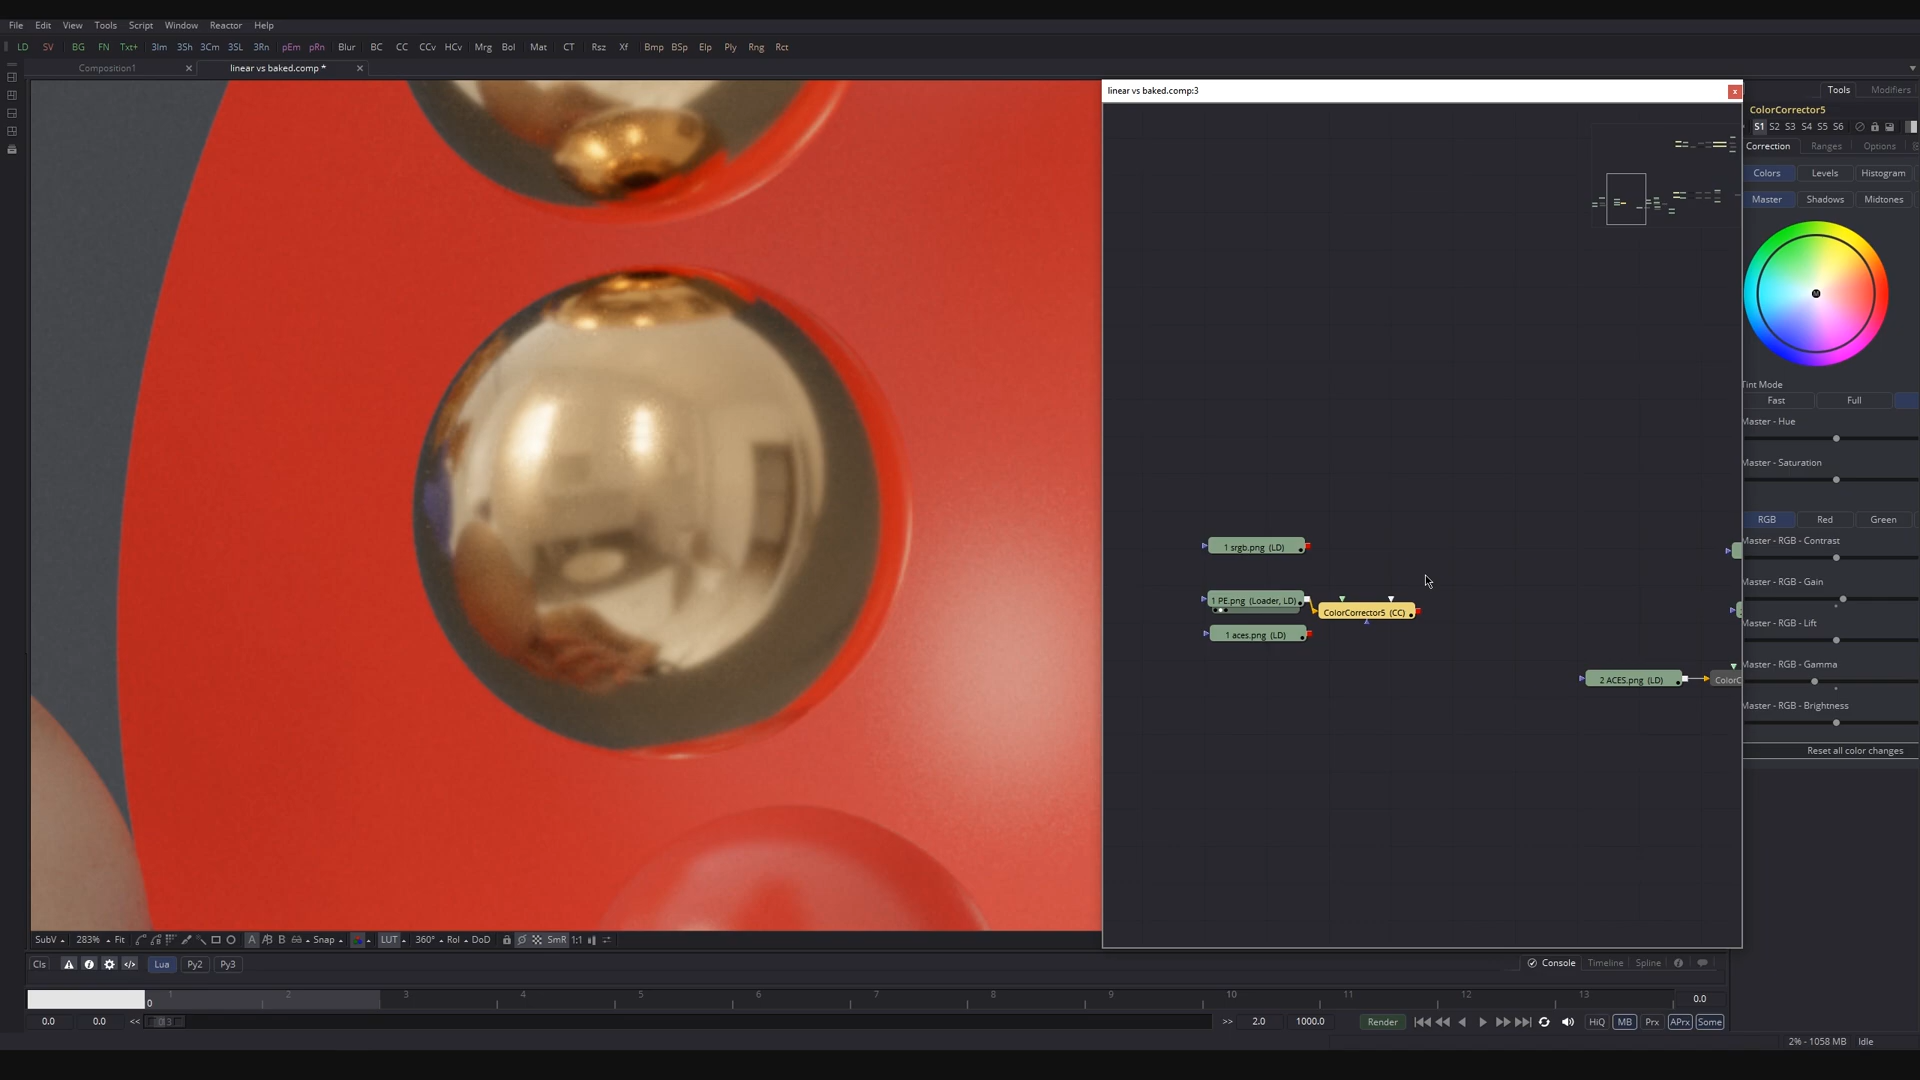 File Edit View Tools Script Window Reactor Help
LD SV BG FN Txt+ 3Im 3Sh 3Cm 3SL 3Rn pEm pRn Blur BC CC CCv HCv Mrg Bol Mat CT Rsz Xf Bmp BSp Elp Ply Rng Rct
Composition1 linear vs baked.comp *
linear vs baked.comp:3
Tools Modifiers
ColorCorrector5
S1 S2 S3 S4 S5 S6
Correction Ranges Options
Colors Levels Histogram
Master Shadows Midtones
Tint Mode
Fast Full
Master - Hue
Master - Saturation
RGB Red Green
Master - RGB - Contrast
Master - RGB - Gain
Master - RGB - Lift
Master - RGB - Gamma
Master - RGB - Brightness
Reset all color changes
1 srgb.png (LD)
1 PE.png (Loader, LD)
ColorCorrector5 (CC)
1 aces.png (LD)
2 ACES.png (LD)
ColorC
SubV 283% Fit A B Snap LUT 360° RoI DoD SmR 1:1
Cls Lua Py2 Py3 Console Timeline Spline
0 1 2 3 4 5 6 7 8 9 10 11 12 13 0.0
0.0 0.0 << >> 2.0 1000.0 Render HiQ MB Prx APrx Some
2% - 1058 MB Idle